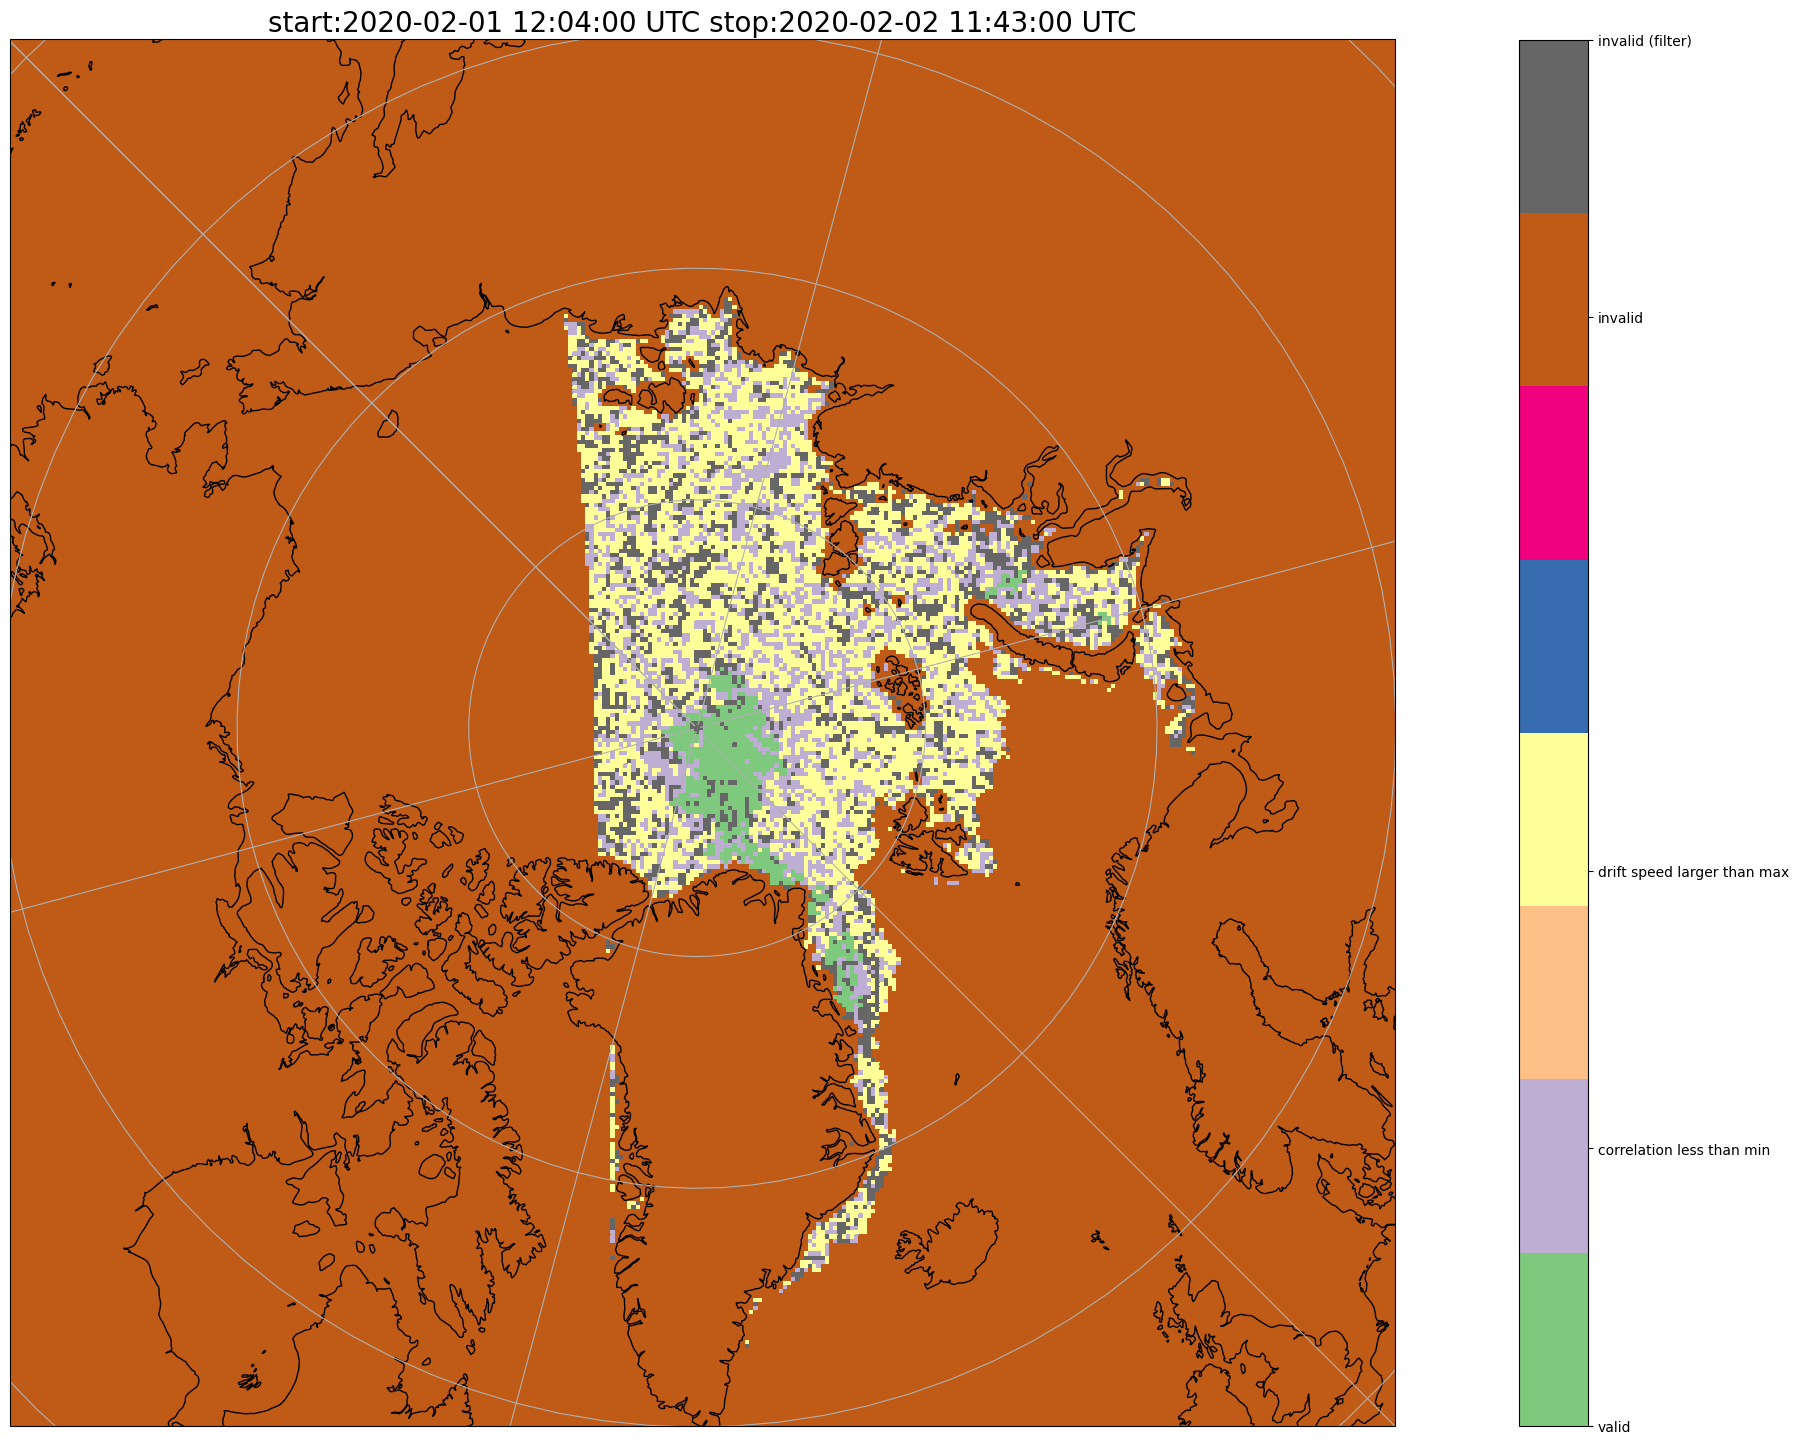 start:2020-02-01 12:04:00 UTC stop:2020-02-02 11:43:00 UTC
invalid (filter)
invalid
drift speed larger than max
correlation less than min
valid